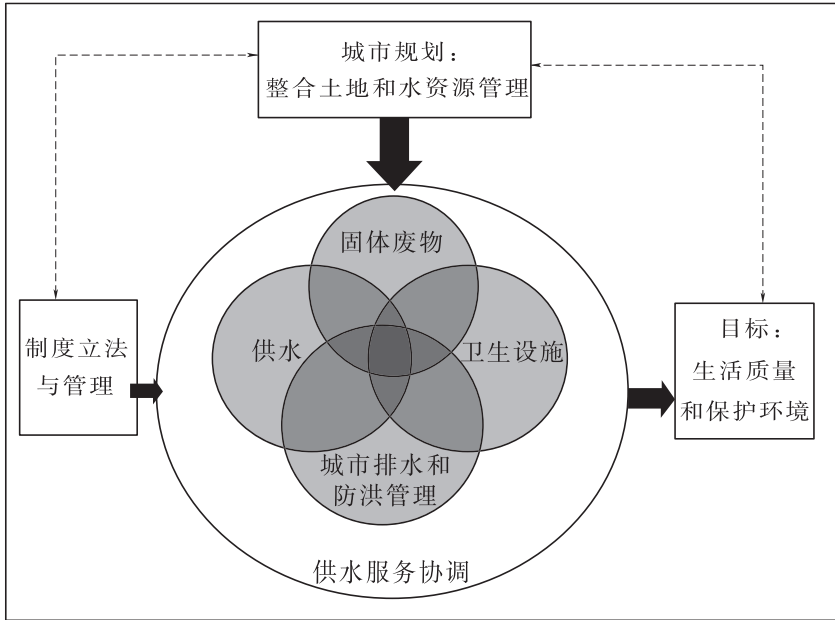 城市规划：
整合土地和水资源管理
固体废物
制度立法
与管理
供水
卫生设施
目标：
生活质量
和保护环境
城市排水和
防洪管理
供水服务协调